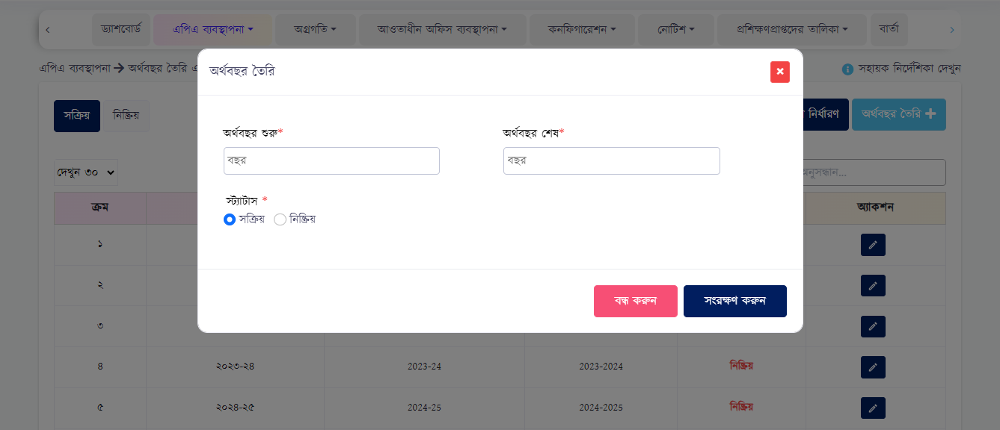 ড্যাশবোর্ড এপিএ ব্যবস্থাপনা অগ্রগতি আওতাধীন অফিস ব্যবস্থাপনা কনফিগারেশন নোটিশ প্রশিক্ষণপ্রাপ্তদের তালিকা বার্তা
এপিএ ব্যবস্থাপনা → অর্থবছর তৈরি সহায়ক নির্দেশিকা দেখুন
অর্থবছর তৈরি
সক্রিয় নিষ্ক্রিয় নির্ধারণ অর্থবছর তৈরি
অর্থবছর শুরু* অর্থবছর শেষ*
বছর বছর
দেখুন ৩০ অনুসন্ধান...
স্ট্যাটাস *
সক্রিয় নিষ্ক্রিয়
ক্রম অ্যাকশন
১
২
৩
বন্ধ করুন সংরক্ষণ করুন
৪ ২০২৩-২৪ 2023-24 2023-2024 নিষ্ক্রিয়
৫ ২০২৪-২৫ 2024-25 2024-2025 নিষ্ক্রিয়